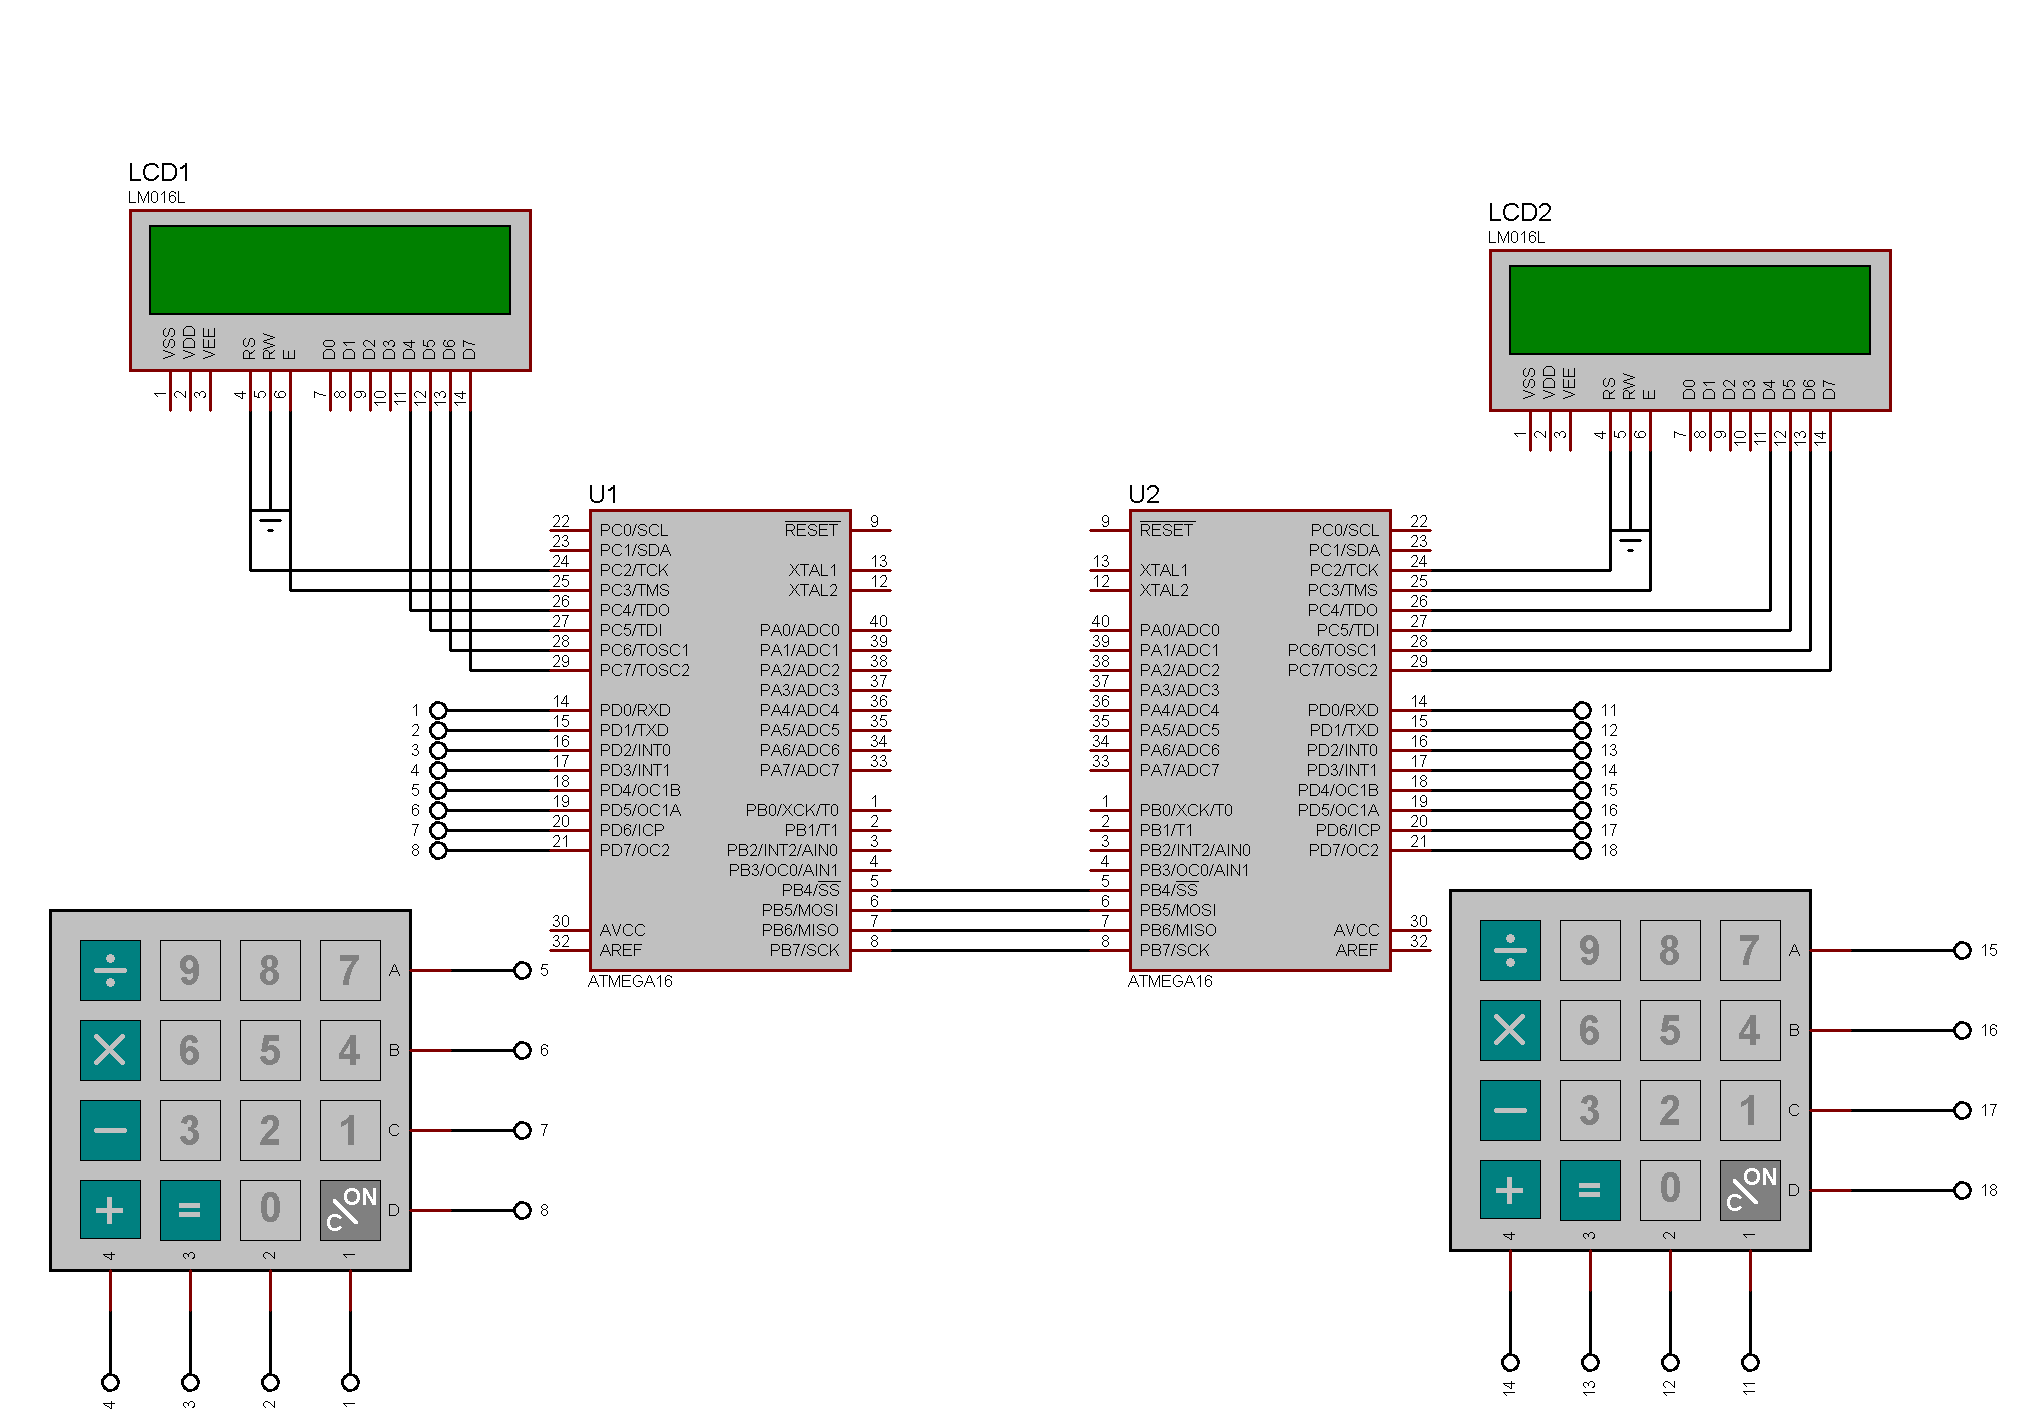 LCD1
LM016L
VSS VDD VEE RS RW E D0 D1 D2 D3 D4 D5 D6 D7
1 2 3 4 5 6 7 8 9 10 11 12 13 14
LCD2
LM016L
VSS VDD VEE RS RW E D0 D1 D2 D3 D4 D5 D6 D7
1 2 3 4 5 6 7 8 9 10 11 12 13 14
U1
22 PC0/SCL RESET 9
23 PC1/SDA
24 PC2/TCK XTAL1 13
25 PC3/TMS XTAL2 12
26 PC4/TDO
27 PC5/TDI PA0/ADC0 40
28 PC6/TOSC1 PA1/ADC1 39
29 PC7/TOSC2 PA2/ADC2 38
PA3/ADC3 37
1 14 PD0/RXD PA4/ADC4 36
2 15 PD1/TXD PA5/ADC5 35
3 16 PD2/INT0 PA6/ADC6 34
4 17 PD3/INT1 PA7/ADC7 33
5 18 PD4/OC1B
6 19 PD5/OC1A PB0/XCK/T0 1
7 20 PD6/ICP PB1/T1 2
8 21 PD7/OC2 PB2/INT2/AIN0 3
PB3/OC0/AIN1 4
PB4/SS 5
PB5/MOSI 6
30 AVCC PB6/MISO 7
32 AREF PB7/SCK 8
ATMEGA16
U2
9 RESET PC0/SCL 22
PC1/SDA 23
13 XTAL1 PC2/TCK 24
12 XTAL2 PC3/TMS 25
PC4/TDO 26
40 PA0/ADC0 PC5/TDI 27
39 PA1/ADC1 PC6/TOSC1 28
38 PA2/ADC2 PC7/TOSC2 29
37 PA3/ADC3
36 PA4/ADC4 PD0/RXD 14 11
35 PA5/ADC5 PD1/TXD 15 12
34 PA6/ADC6 PD2/INT0 16 13
33 PA7/ADC7 PD3/INT1 17 14
PD4/OC1B 18 15
1 PB0/XCK/T0 PD5/OC1A 19 16
2 PB1/T1 PD6/ICP 20 17
3 PB2/INT2/AIN0 PD7/OC2 21 18
4 PB3/OC0/AIN1
5 PB4/SS
6 PB5/MOSI
7 PB6/MISO AVCC 30
8 PB7/SCK AREF 32
ATMEGA16
÷ 9 8 7 A 5
× 6 5 4 B 6
− 3 2 1 C 7
+ = 0 C/ON D 8
4 3 2 1
4 3 2 1
÷ 9 8 7 A 15
× 6 5 4 B 16
− 3 2 1 C 17
+ = 0 C/ON D 18
4 3 2 1
14 13 12 11